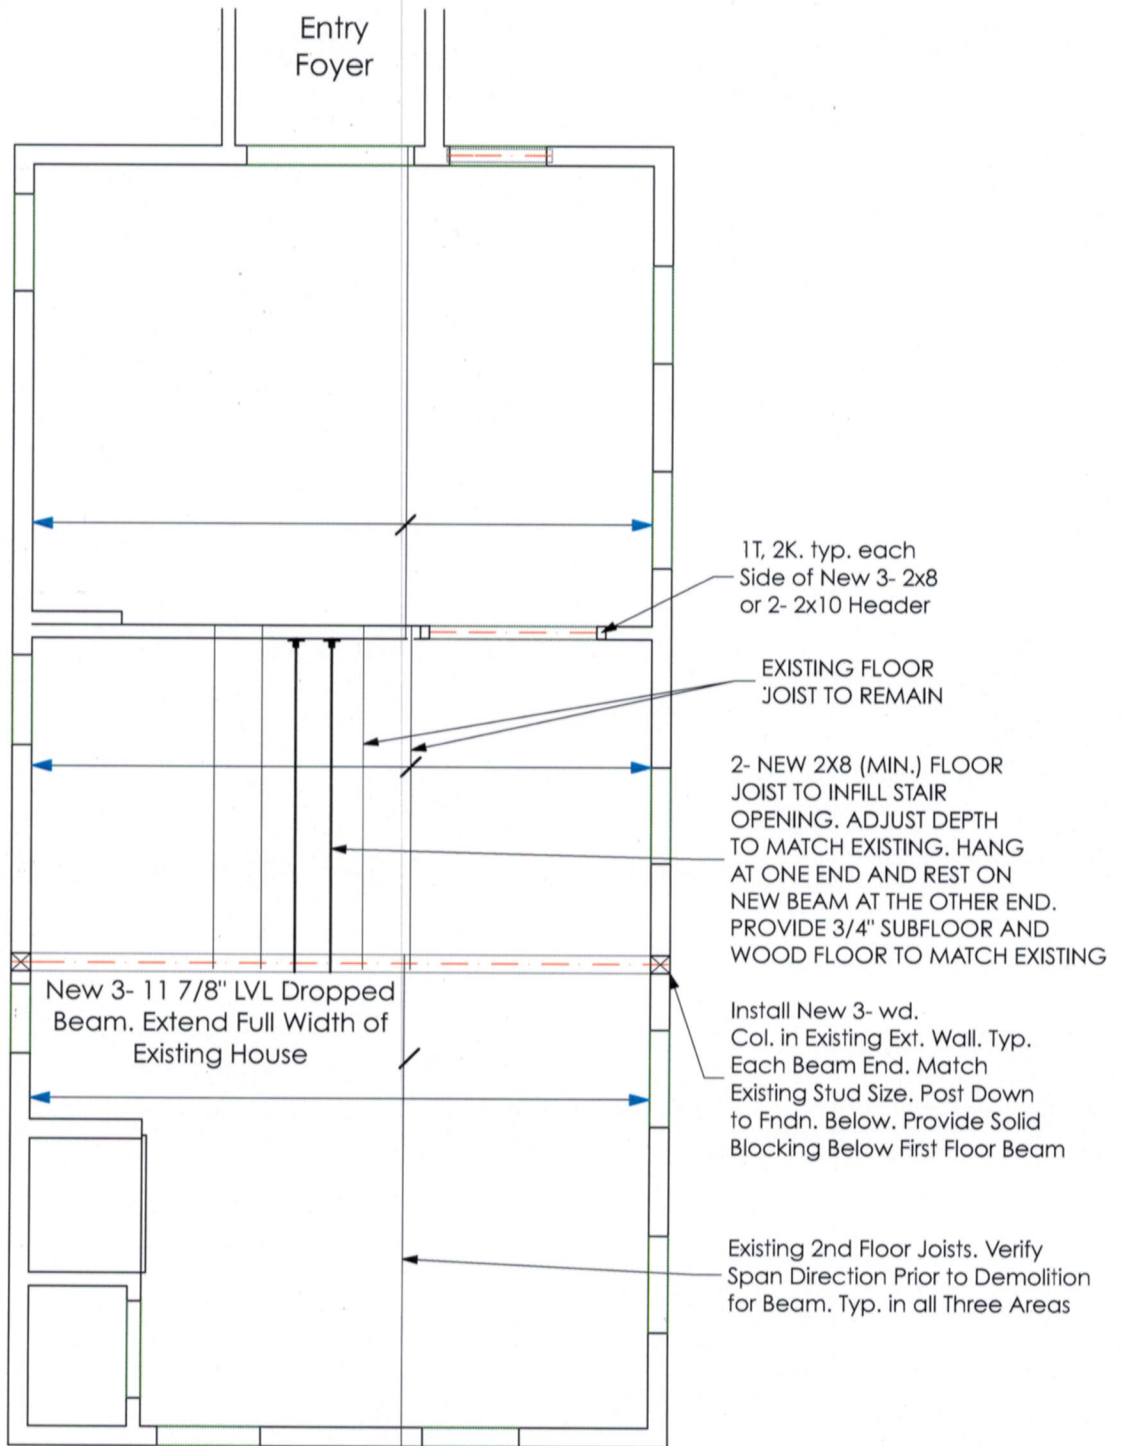 Entry
Foyer
1T, 2K. typ. each
Side of New 3- 2x8
or 2- 2x10 Header
EXISTING FLOOR
JOIST TO REMAIN
2- NEW 2X8 (MIN.) FLOOR
JOIST TO INFILL STAIR
OPENING. ADJUST DEPTH
TO MATCH EXISTING. HANG
AT ONE END AND REST ON
NEW BEAM AT THE OTHER END.
PROVIDE 3/4" SUBFLOOR AND
WOOD FLOOR TO MATCH EXISTING
New 3- 11 7/8" LVL Dropped
Beam. Extend Full Width of
Existing House
Install New 3- wd.
Col. in Existing Ext. Wall. Typ.
Each Beam End. Match
Existing Stud Size. Post Down
to Fndn. Below. Provide Solid
Blocking Below First Floor Beam
Existing 2nd Floor Joists. Verify
Span Direction Prior to Demolition
for Beam. Typ. in all Three Areas